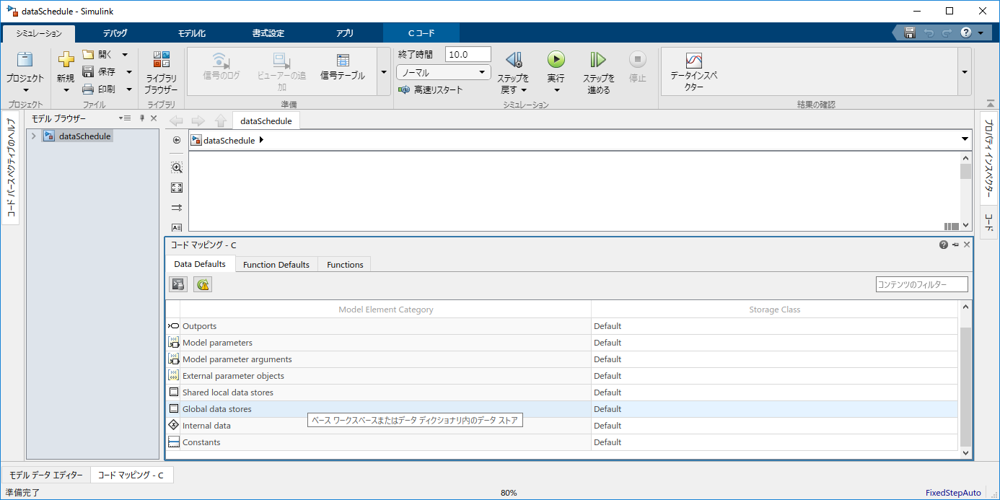 dataSchedule - Simulink
シミュレーション
デバッグ
モデル化
書式設定
アプリ
C コード
プロジェクト
新規
開く
保存
印刷
ライブラリ
ブラウザー
信号のログ
ビューアーの追
加
信号テーブル
終了時間
10.0
ノーマル
高速リスタート
ステップを
戻す
実行
ステップを
進める
停止
データインスペ
クター
プロジェクト
ファイル
ライブラリ
準備
シミュレーション
結果の確認
コード パースペクティブのヘルプ
モデル ブラウザー
dataSchedule
dataSchedule
dataSchedule
プロパティ インスペクター
コード
コード マッピング - C
Data Defaults
Function Defaults
Functions
コンテンツのフィルター
Model Element Category
Storage Class
Outports
Default
Model parameters
Default
Model parameter arguments
Default
External parameter objects
Default
Shared local data stores
Default
Global data stores
Default
ベース ワークスペースまたはデータ ディクショナリ内のデータ ストア
Internal data
Default
Constants
Default
モデル データ エディター
コード マッピング - C
準備完了
80%
FixedStepAuto